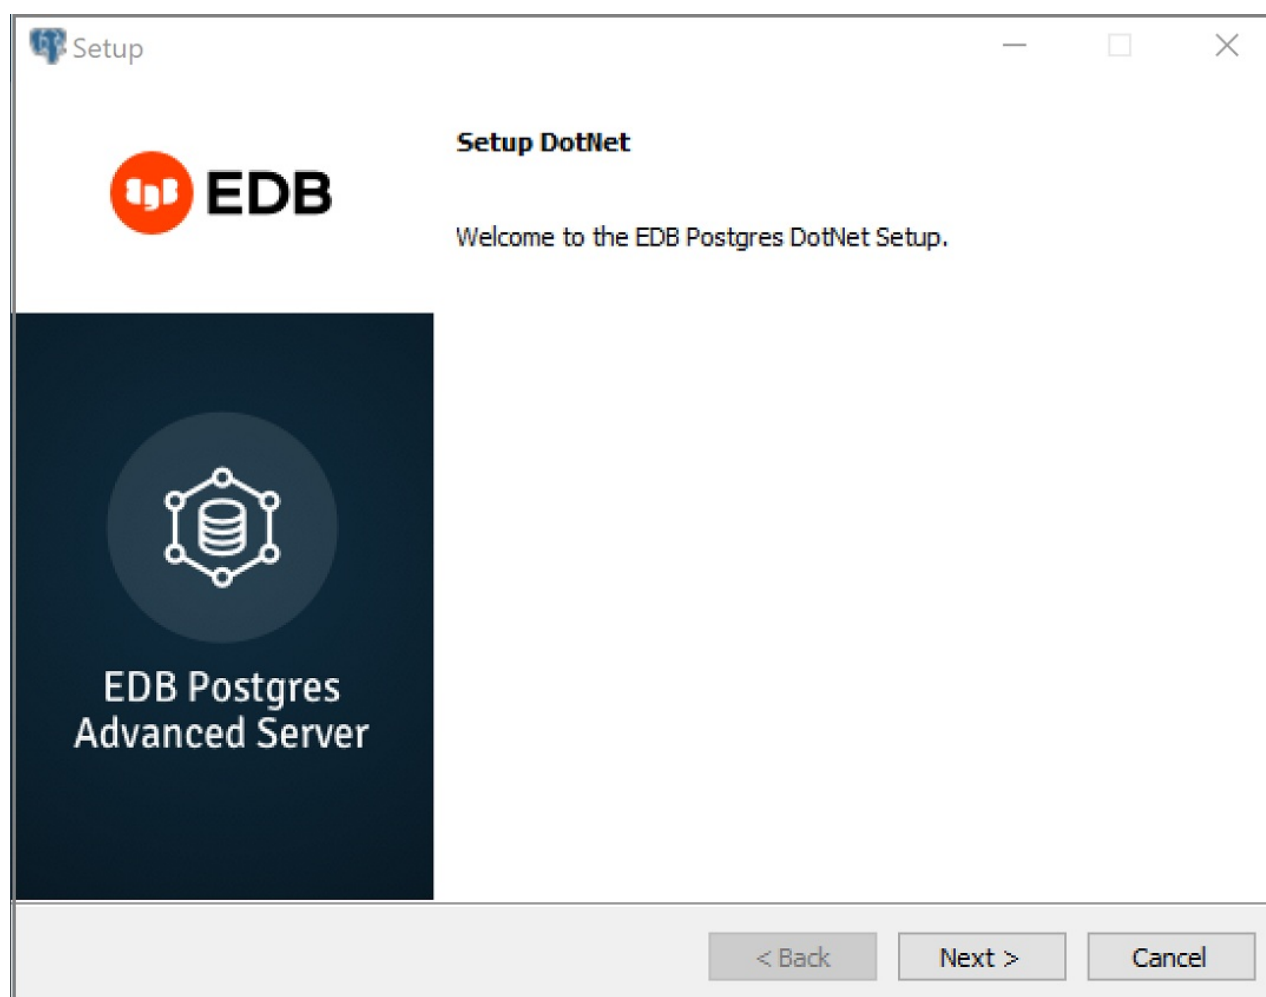 Setup
EDB
Setup DotNet
Welcome to the EDB Postgres DotNet Setup.
EDB Postgres
Advanced Server
< Back
Next >
Cancel